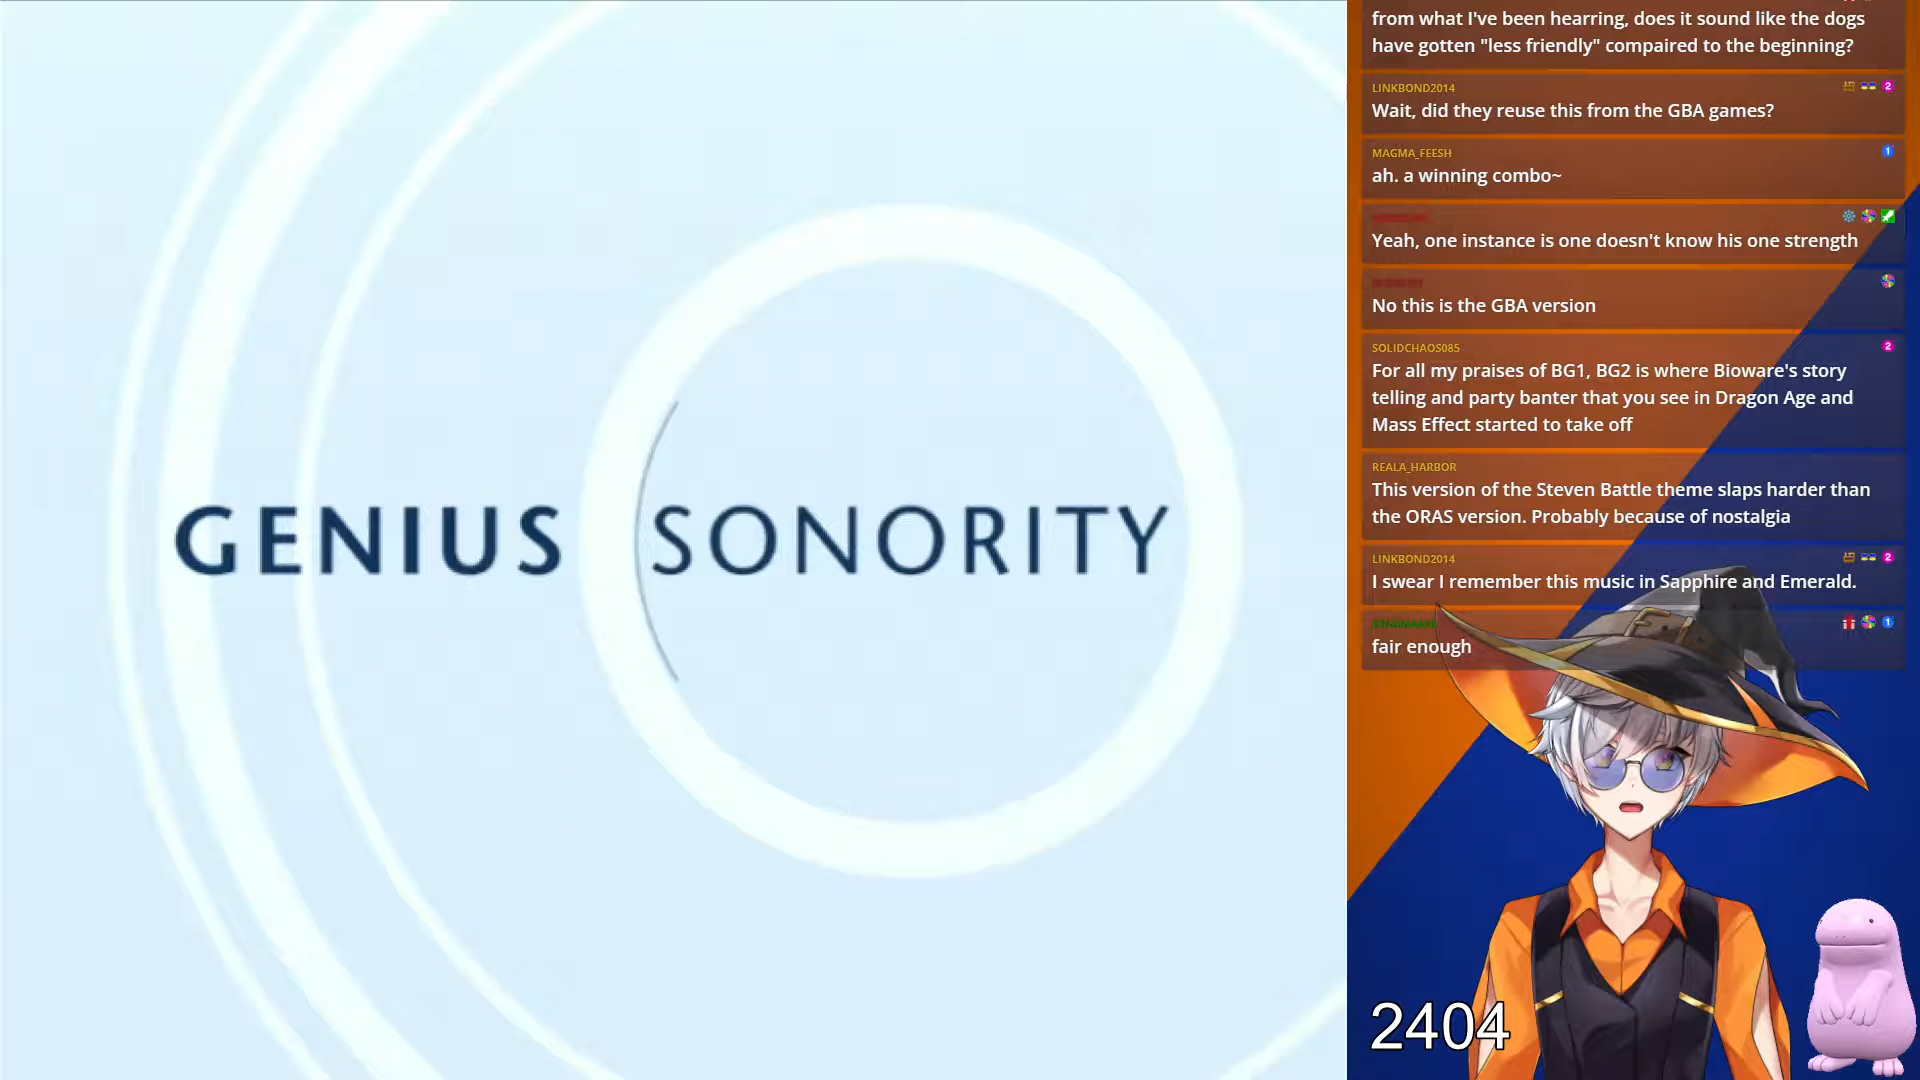 from what I've been hearring, does it sound like the dogs
have gotten "less friendly" compaired to the beginning?
LINKBOND2014
2
Wait, did they reuse this from the GBA games?
MAGMA_FEESH
1
ah. a winning combo~
Yeah, one instance is one doesn't know his one strength
No this is the GBA version
SOLIDCHAOS085
2
For all my praises of BG1, BG2 is where Bioware's story
telling and party banter that you see in Dragon Age and
Mass Effect started to take off
REALA_HARBOR
This version of the Steven Battle theme slaps harder than
the ORAS version. Probably because of nostalgia
LINKBOND2014
2
I swear I remember this music in Sapphire and Emerald.
1
fair enough
GENIUS SONORITY
2404